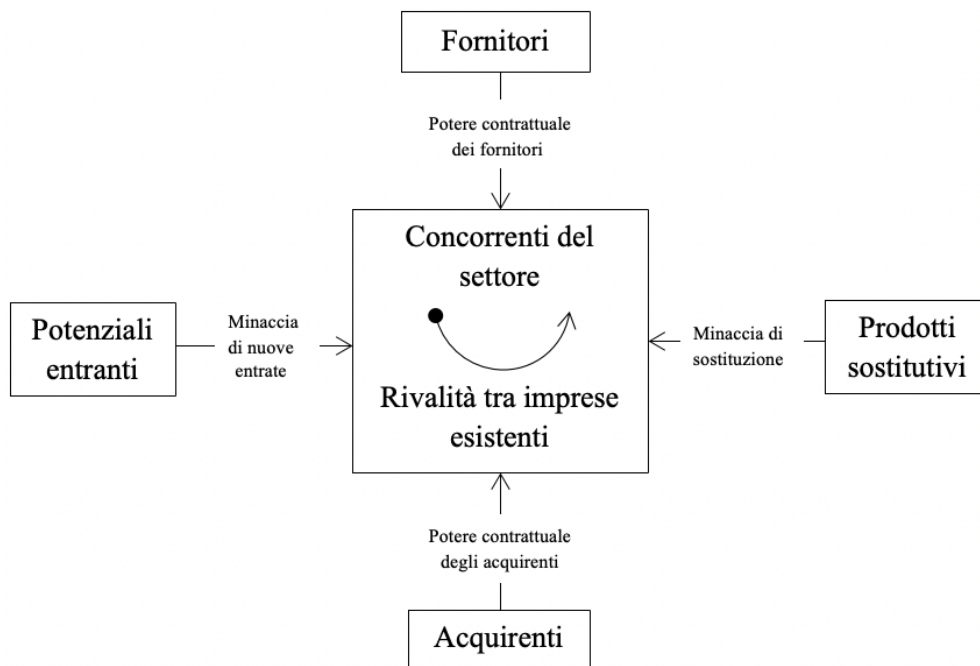 Fornitori
Potere contrattuale
dei fornitori
Concorrenti del
settore
Potenziali
entranti
Minaccia
di nuove
entrate
Minaccia di
sostituzione
Prodotti
sostitutivi
Rivalità tra imprese
esistenti
Potere contrattuale
degli acquirenti
Acquirenti